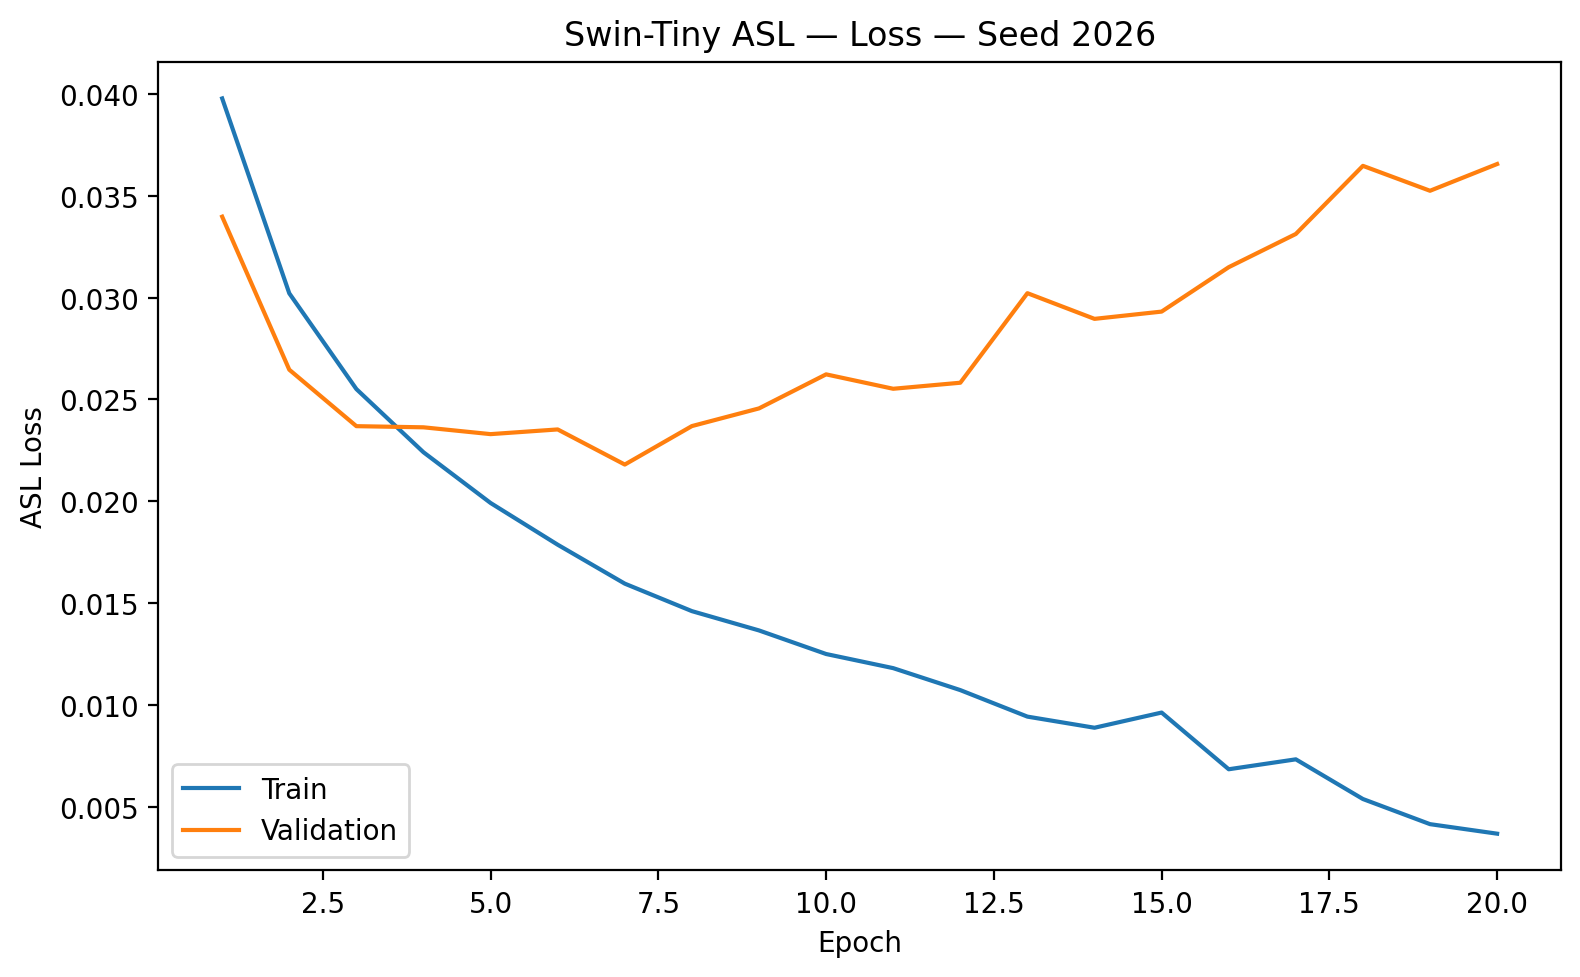 Swin-Tiny ASL — Loss — Seed 2026
ASL Loss
0.040
0.035
0.030
0.025
0.020
0.015
0.010
0.005
Train
Validation
2.5 5.0 7.5 10.0 12.5 15.0 17.5 20.0
Epoch